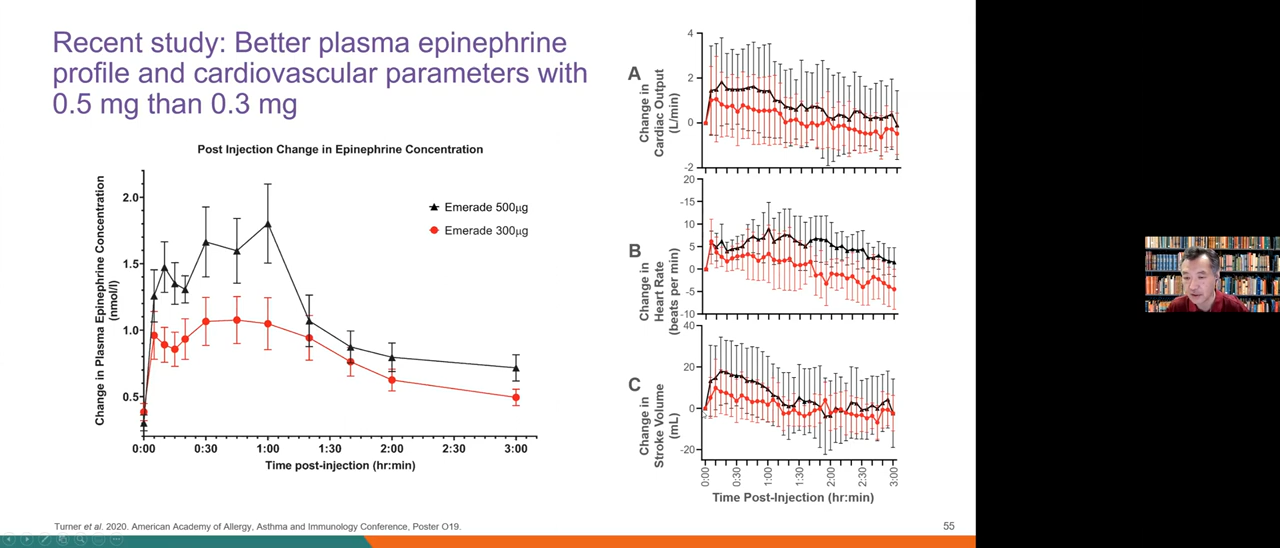 Recent study: Better plasma epinephrine
profile and cardiovascular parameters with
0.5 mg than 0.3 mg
Post Injection Change in Epinephrine Concentration
Change in Plasma Epinephrine Concentration
(nmol/l)
2.0
1.5
1.0
0.5
0:00
0:30
1:00
1:30
2:00
2:30
3:00
Time post-injection (hr:min)
Emerade 500µg
Emerade 300µg
A
Change in
Cardiac Output
(L/min)
4
2
0
-2
B
Change in
Heart Rate
(beats per min)
20
-15
10
5
0
-5
-10
C
Change in
Stroke Volume
(mL)
40
20
0
-20
0:00
0:30
1:00
1:30
2:00
2:30
3:00
Time Post-Injection (hr:min)
Turner et al. 2020. American Academy of Allergy, Asthma and Immunology Conference, Poster O19.
55